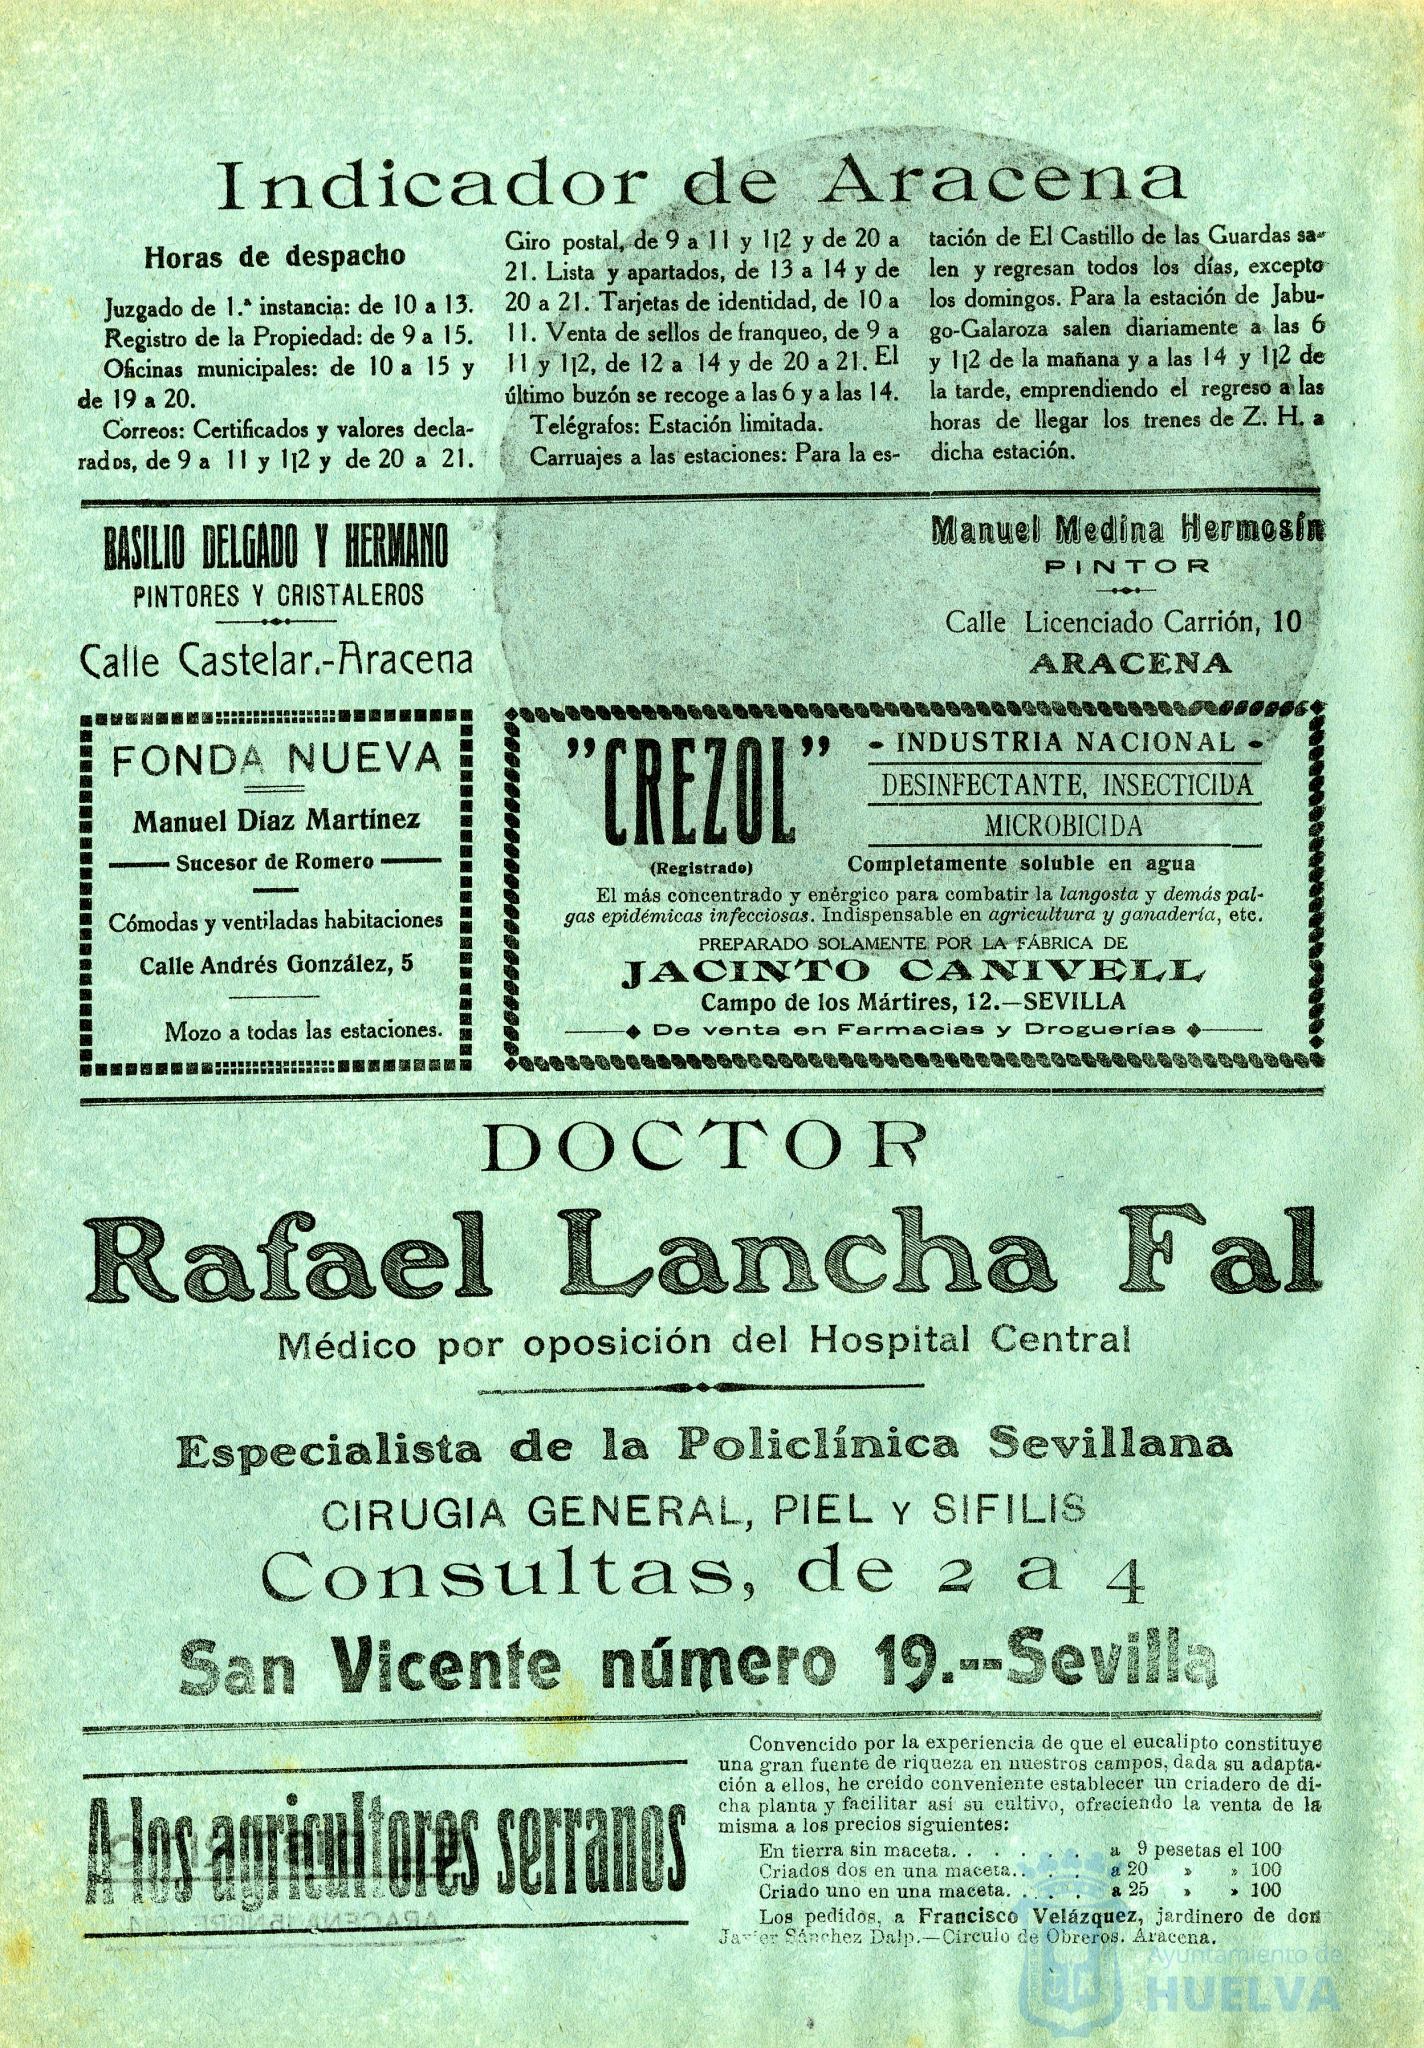 Indicador de Aracena
Horas de despacho
Juzgado de 1.ª instancia: de 10 a 13.
Registro de la Propiedad: de 9 a 15.
Oficinas municipales: de 10 a 15 y
de 19 a 20.
Correos: Certificados y valores decla-
rados, de 9 a 11 y 1|2 y de 20 a 21.
Giro postal, de 9 a 11 y 1|2 y de 20 a
21. Lista y apartados, de 13 a 14 y de
20 a 21. Tarjetas de identidad, de 10 a
11. Venta de sellos de franqueo, de 9 a
11 y 1|2, de 12 a 14 y de 20 a 21. El
último buzón se recoge a las 6 y a las 14.
Telégrafos: Estación limitada.
Carruajes a las estaciones: Para la es-
tación de El Castillo de las Guardas sa-
len y regresan todos los días, excepto
los domingos. Para la estación de Jabu-
go-Galaroza salen diariamente a las 6
y 1|2 de la mañana y a las 14 y 1|2 de
la tarde, emprendiendo el regreso a las
horas de llegar los trenes de Z. H. a
dicha estación.
BASILIO DELGADO Y HERMANO
PINTORES Y CRISTALEROS
Calle Castelar.-Aracena
Manuel Medina Hermosín
PINTOR
Calle Licenciado Carrión, 10
ARACENA
FONDA NUEVA
Manuel Díaz Martínez
Sucesor de Romero
Cómodas y ventiladas habitaciones
Calle Andrés González, 5
Mozo a todas las estaciones.
"CREZOL"
(Registrado)
- INDUSTRIA NACIONAL -
DESINFECTANTE, INSECTICIDA
MICROBICIDA
Completamente soluble en agua
El más concentrado y enérgico para combatir la langosta y demás pal-
gas epidémicas infecciosas. Indispensable en agricultura y ganadería, etc.
PREPARADO SOLAMENTE POR LA FÁBRICA DE
JACINTO CANIVELL
Campo de los Mártires, 12.—SEVILLA
De venta en Farmacias y Droguerías
DOCTOR
Rafael Lancha Fal
Médico por oposición del Hospital Central
Especialista de la Policlínica Sevillana
CIRUGIA GENERAL, PIEL Y SIFILIS
Consultas, de 2 a 4
San Vicente número 19.--Sevilla
A los agricultores serranos
Convencido por la experiencia de que el eucalipto constituye
una gran fuente de riqueza en nuestros campos, dada su adapta-
ción a ellos, he creído conveniente establecer un criadero de di-
cha planta y facilitar así su cultivo, ofreciendo la venta de la
misma a los precios siguientes:
En tierra sin maceta. . . . . . a 9 pesetas el 100
Criados dos en una maceta. . . . . a 20 » » 100
Criado uno en una maceta. . . . . a 25 » » 100
Los pedidos, a Francisco Velázquez, jardinero de don
Javier Sánchez Dalp.—Círculo de Obreros. Aracena.
Ayuntamiento de
HUELVA